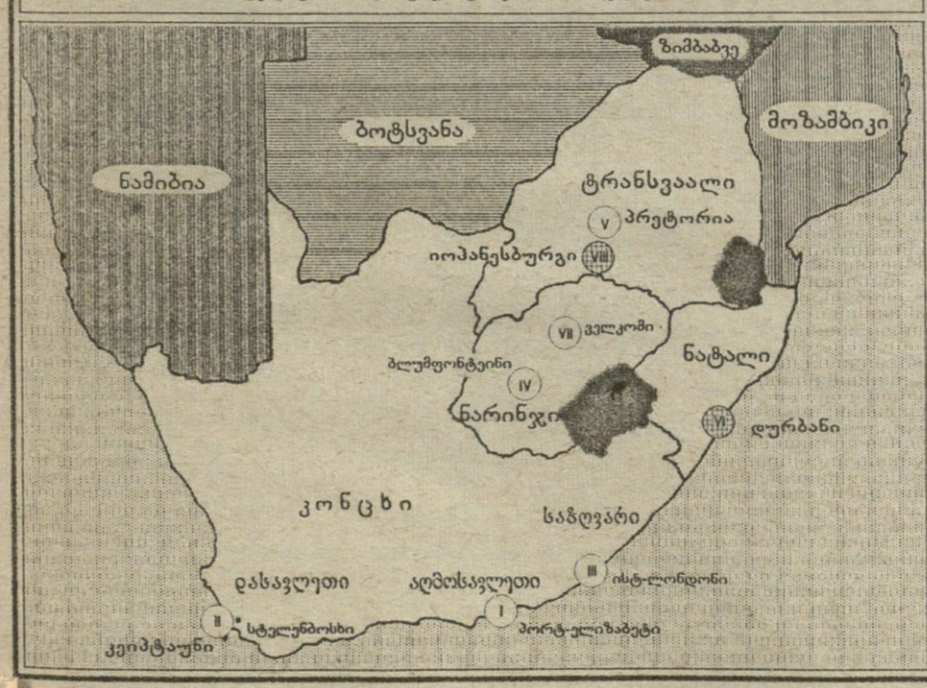 ზიმბაბვე
მოზამბიკი
ბოტსვანა
ნამიბია
ტრანსვაალი
V პრეტორია
იოჰანესბურგი VIII
VII ველკომი
ნატალი
ბლუმფონტეინი
IV
ნარინჯი
VI დურბანი
კონცხი
საზღვარი
III ისტ-ლონდონი
დასავლეთი
აღმოსავლეთი
I
პორტ-ელიზაბეტი
II
სტელენბოსხი
კეიპტაუნი